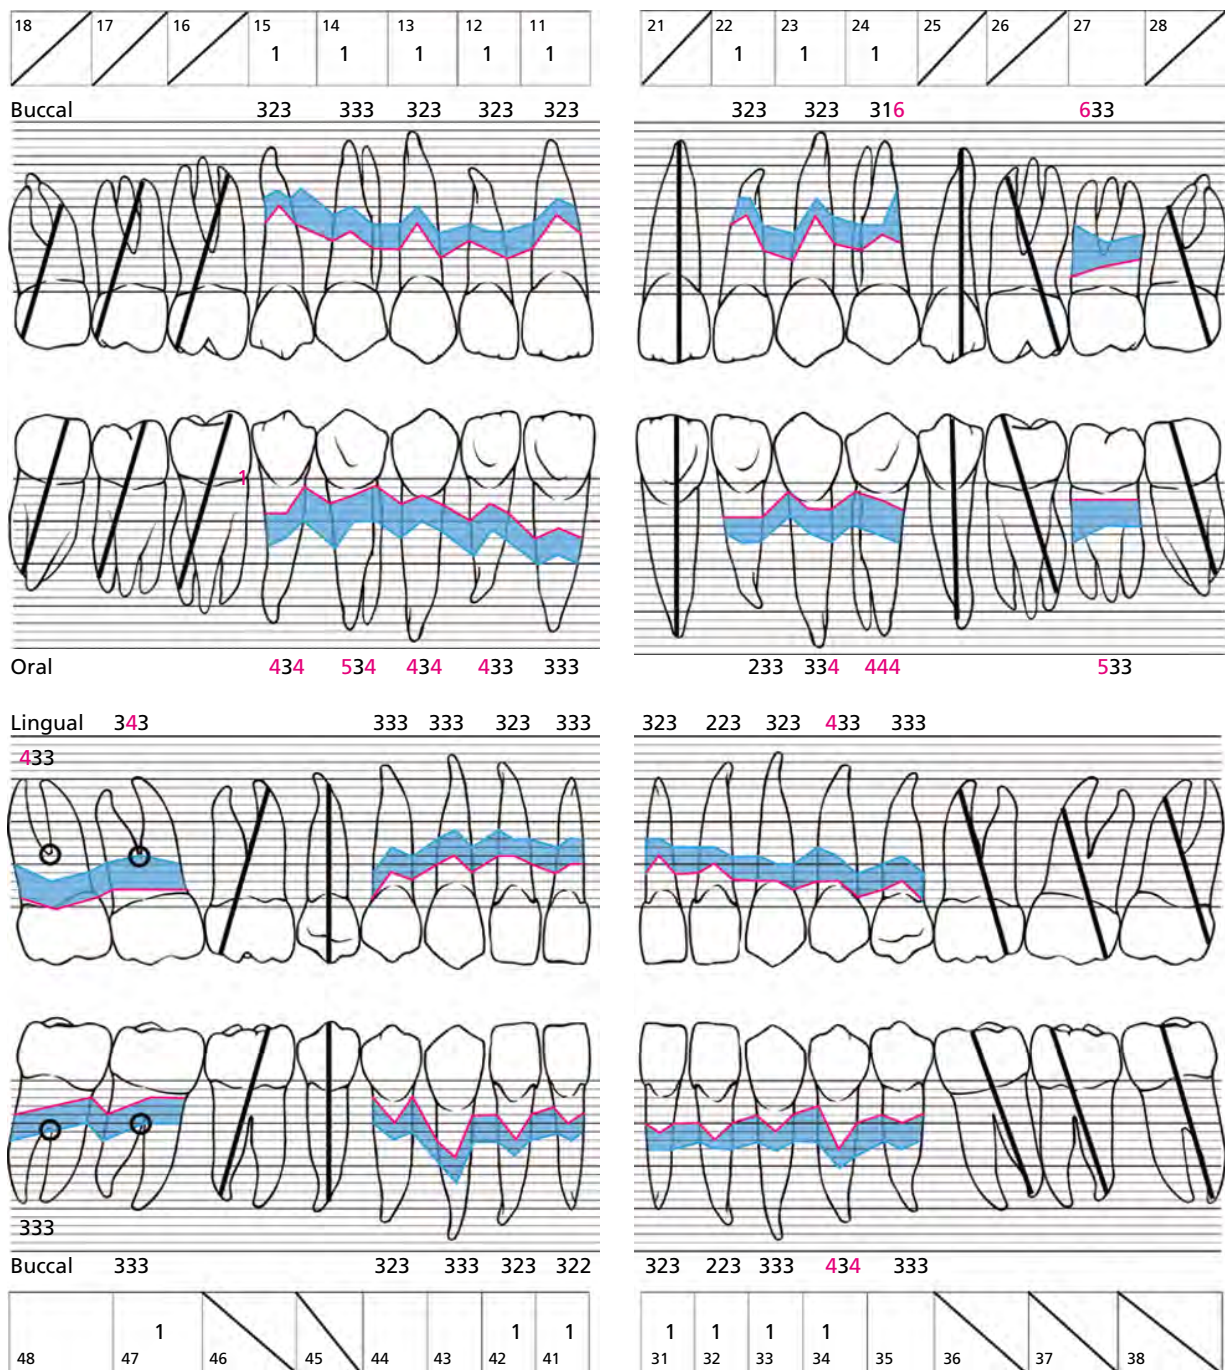 18 17 16 15 14 13 12 11 21 22 23 24 25 26 27 28
1 1 1 1 1 1 1 1
Buccal 323 333 323 323 323 323 323 316 633
1
Oral 434 534 434 433 333 233 334 444 533
Lingual 343 333 333 323 333 323 223 323 433 333
433
333
Buccal 333 323 333 323 322 323 223 333 434 333
1 1 1 1 1 1 1
48 47 46 45 44 43 42 41 31 32 33 34 35 36 37 38